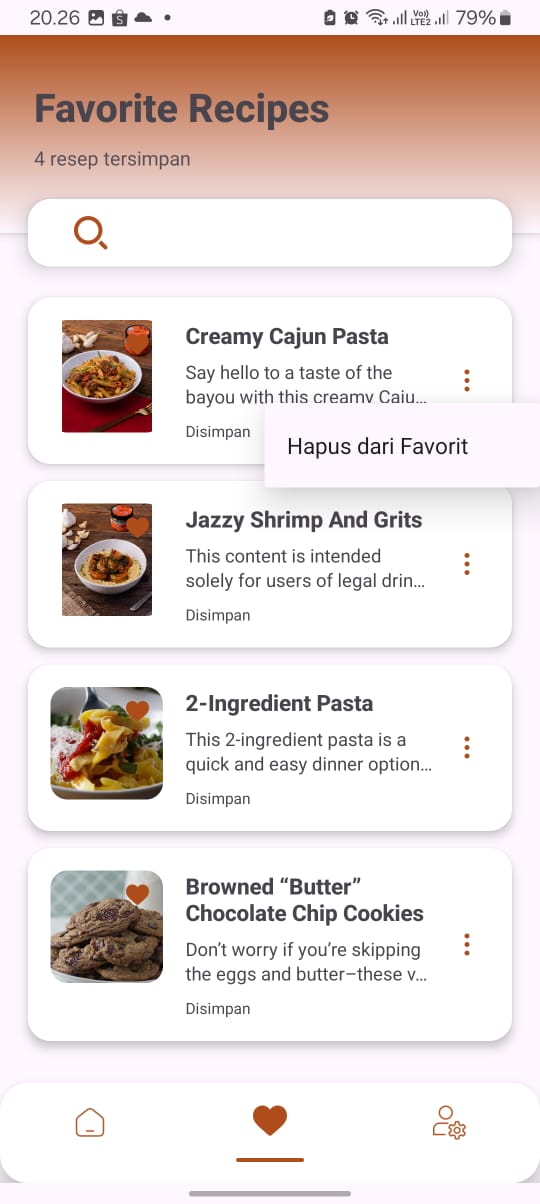 20.26
Vo))
LTE2
79%
Favorite Recipes
4 resep tersimpan
Creamy Cajun Pasta
Say hello to a taste of the
bayou with this creamy Caju...
Disimpan
Hapus dari Favorit
Jazzy Shrimp And Grits
This content is intended
solely for users of legal drin...
Disimpan
2-Ingredient Pasta
This 2-ingredient pasta is a
quick and easy dinner option...
Disimpan
Browned “Butter”
Chocolate Chip Cookies
Don’t worry if you’re skipping
the eggs and butter–these v...
Disimpan